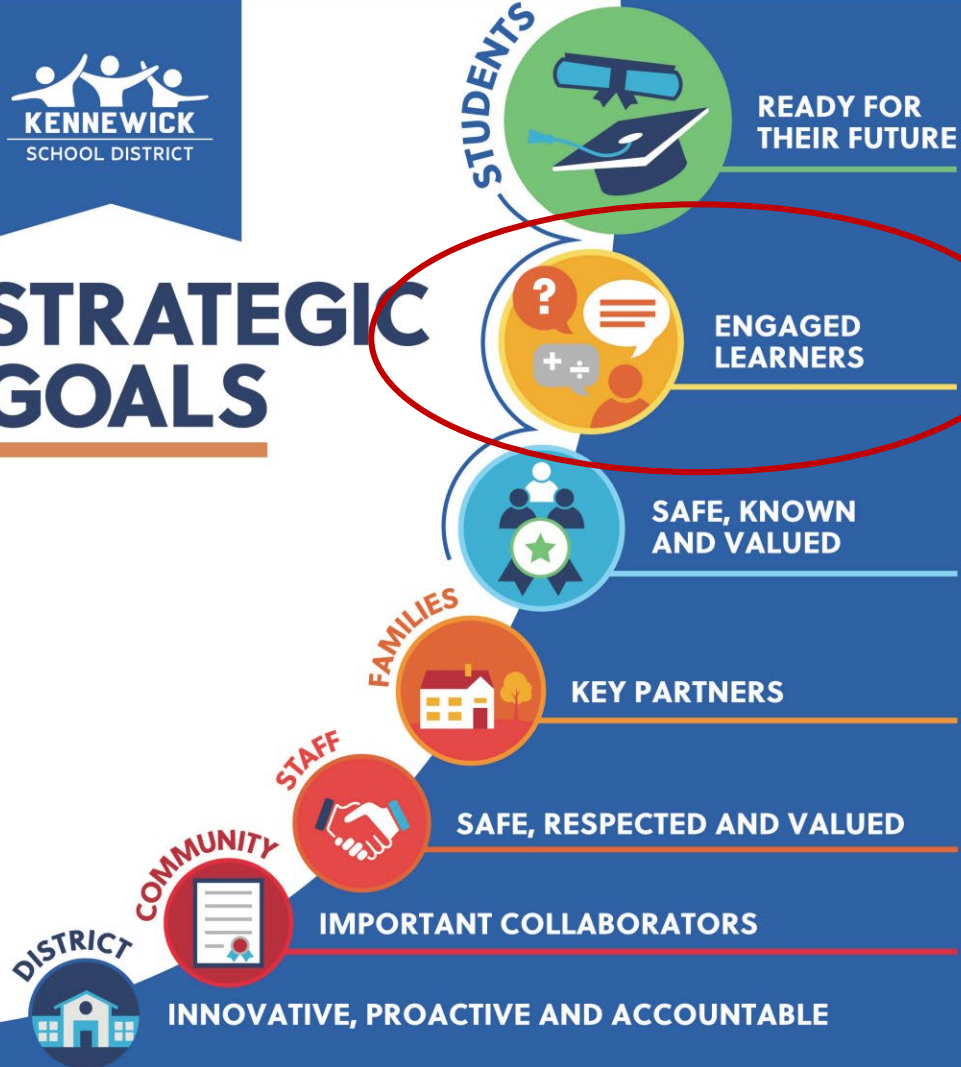 KENNEWICK
SCHOOL DISTRICT
STRATEGIC
GOALS
STUDENTS
READY FOR
THEIR FUTURE
?
ENGAGED
LEARNERS
+ ÷
SAFE, KNOWN
AND VALUED
FAMILIES
KEY PARTNERS
STAFF
SAFE, RESPECTED AND VALUED
COMMUNITY
IMPORTANT COLLABORATORS
DISTRICT
INNOVATIVE, PROACTIVE AND ACCOUNTABLE